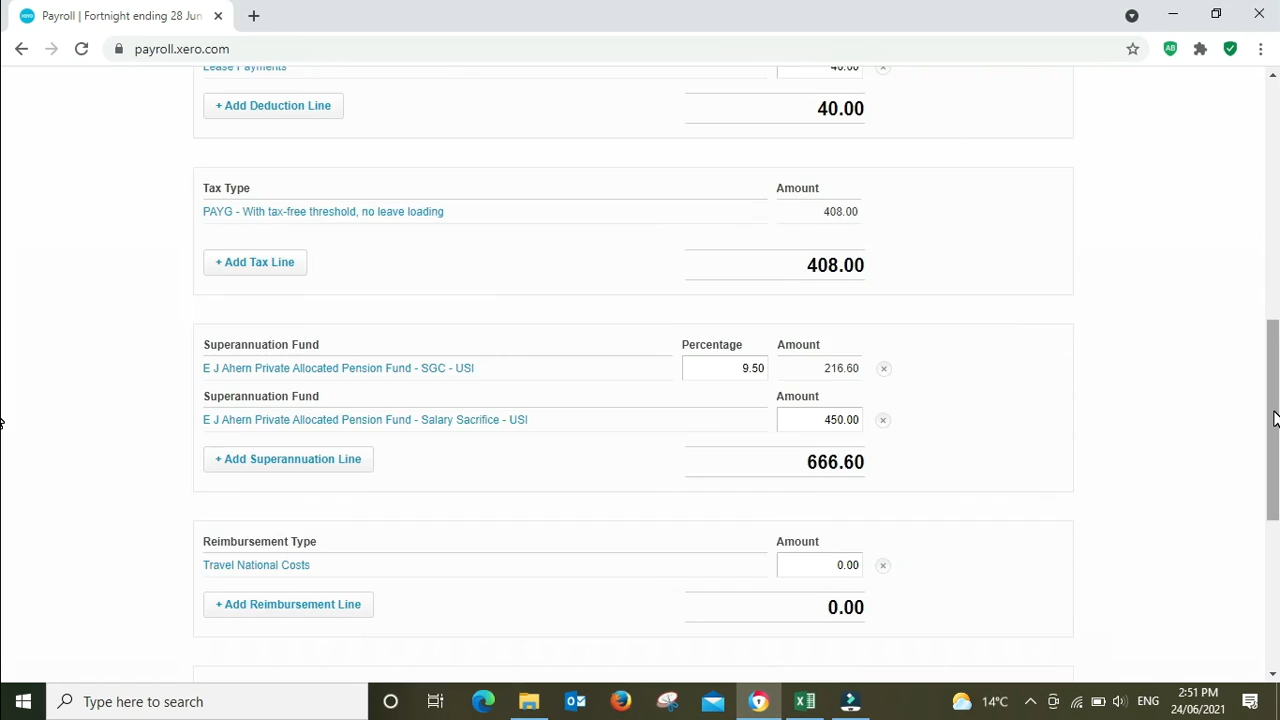 Payroll | Fortnight ending 28 Jun
payroll.xero.com
Lease Payments 40.00
+ Add Deduction Line 40.00
Tax Type Amount
PAYG - With tax-free threshold, no leave loading 408.00
+ Add Tax Line 408.00
Superannuation Fund Percentage Amount
E J Ahern Private Allocated Pension Fund - SGC - USI 9.50 216.60
Superannuation Fund Amount
E J Ahern Private Allocated Pension Fund - Salary Sacrifice - USI 450.00
+ Add Superannuation Line 666.60
Reimbursement Type Amount
Travel National Costs 0.00
+ Add Reimbursement Line 0.00
Type here to search
14°C
ENG
2:51 PM
24/06/2021